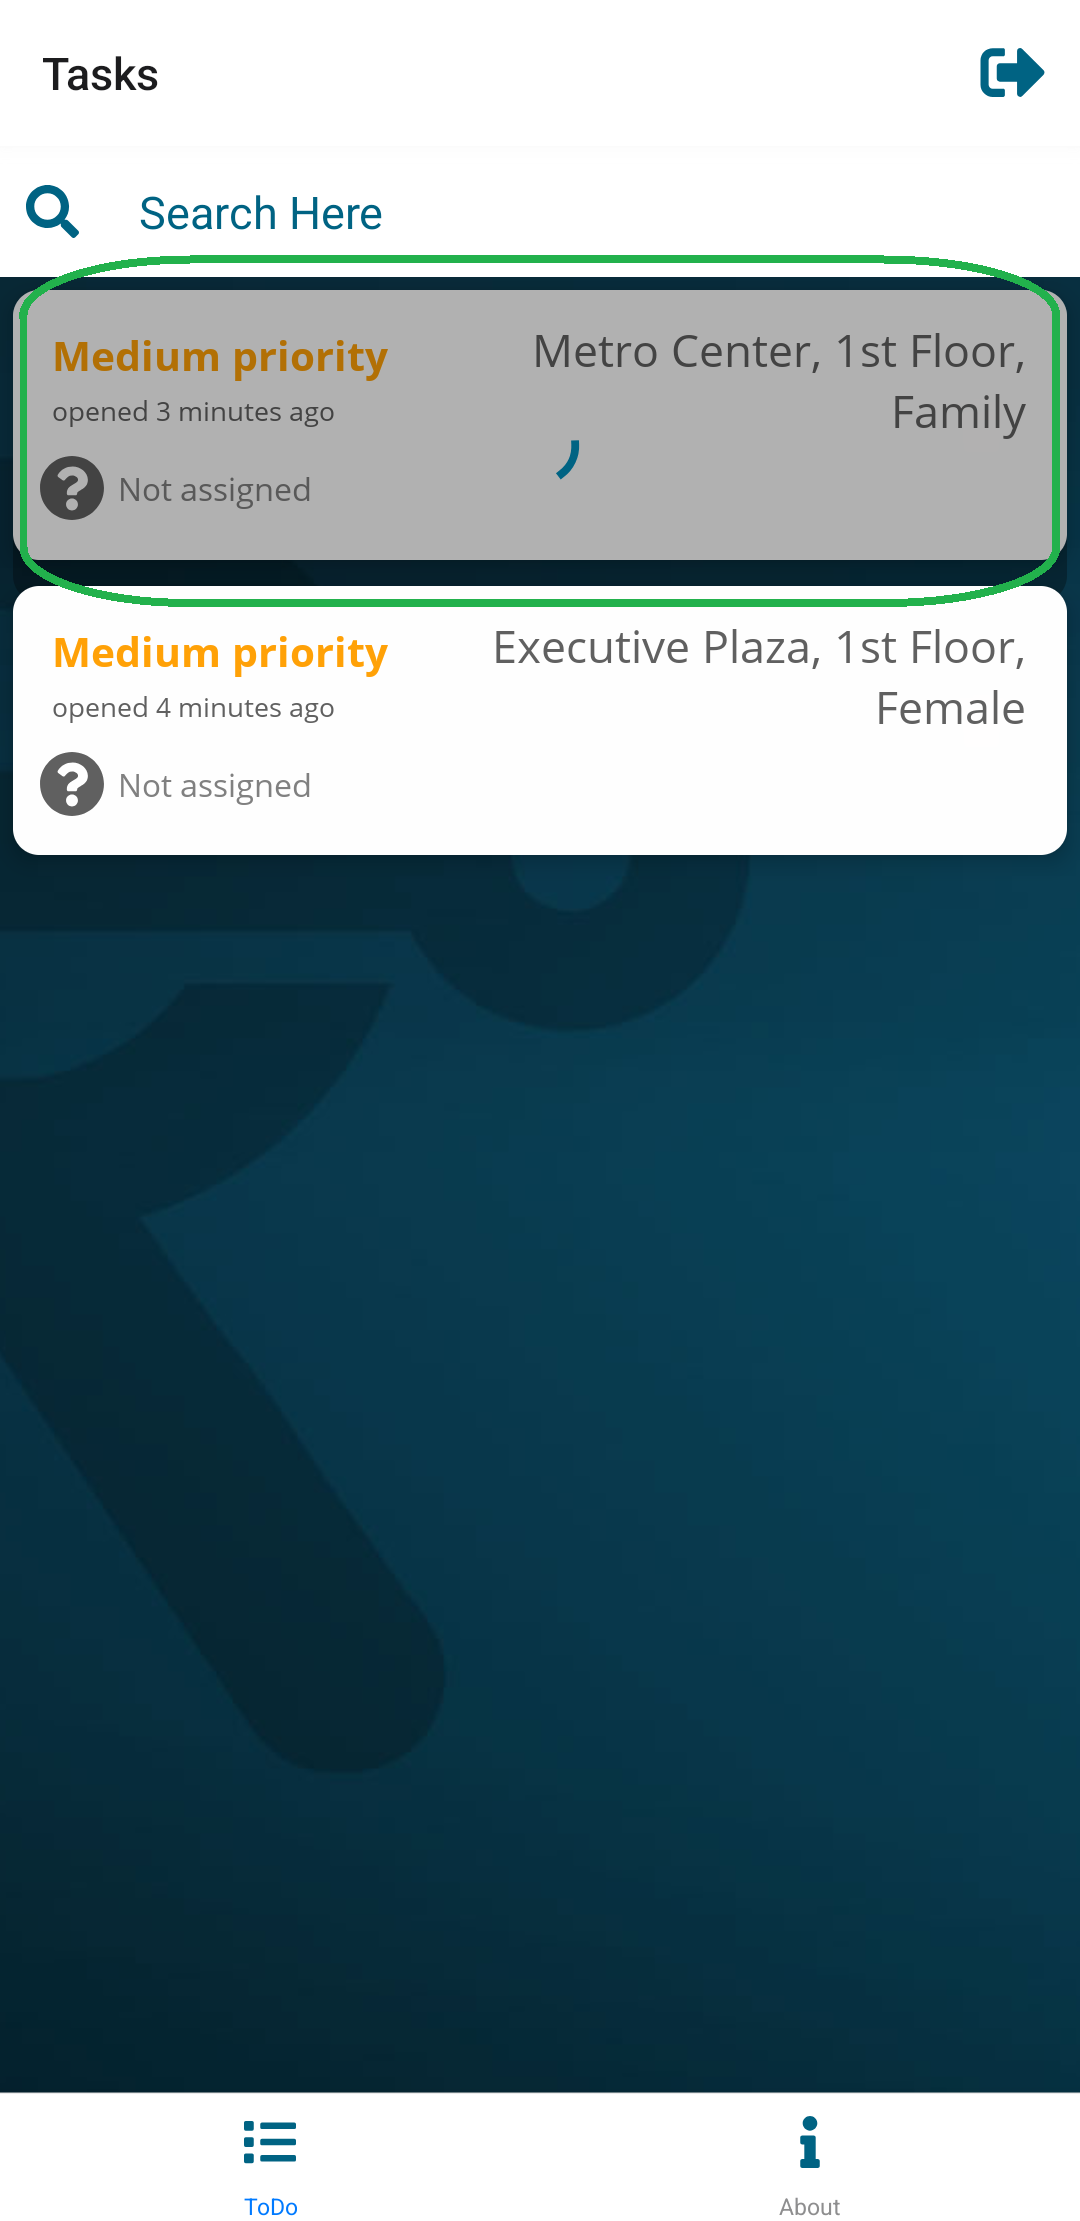 Tasks
Search Here
Medium priority
Metro Center, 1st Floor,
Family
opened 3 minutes ago
Not assigned
Medium priority
Executive Plaza, 1st Floor,
Female
opened 4 minutes ago
Not assigned
ToDo
About